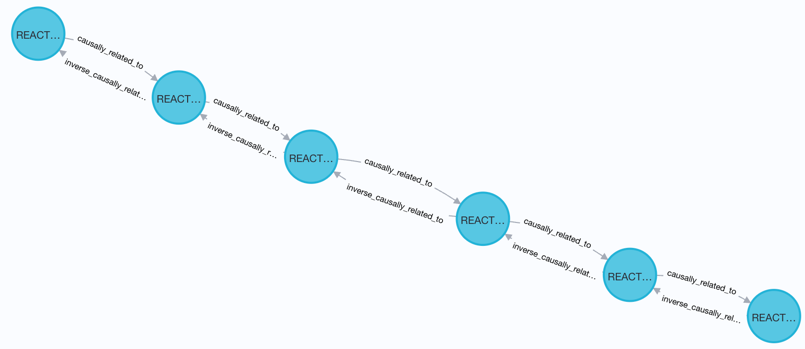 REACT...
causally_related_to
inverse_causally_relat...
REACT...
causally_related_to
inverse_causally_r...
REACT...
causally_related_to
inverse_causally_related_to
REACT...
causally_related_to
inverse_causally_relat...
REACT...
causally_related_to
inverse_causally_rel...
REACT...